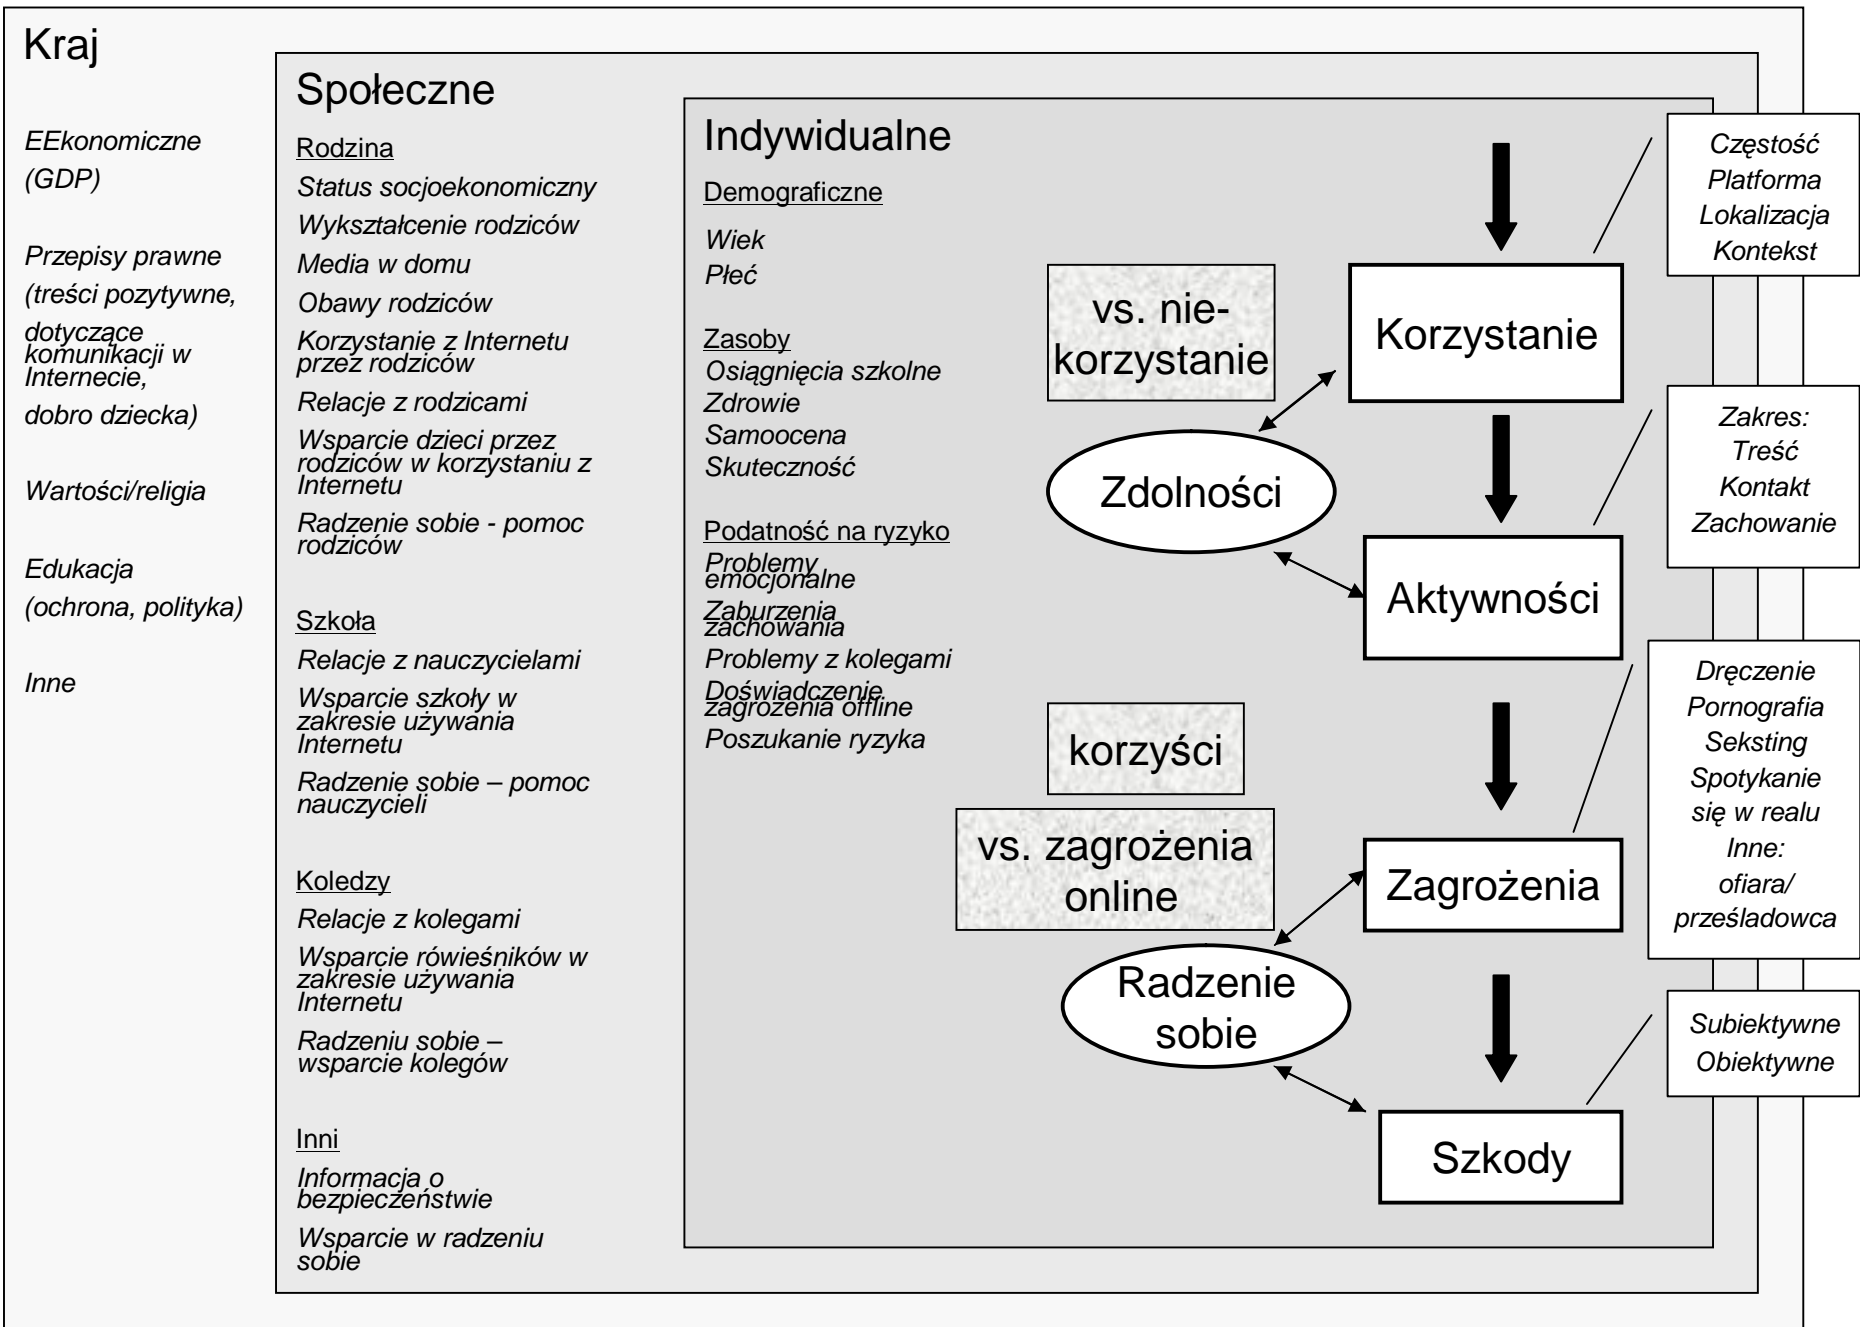 Kraj
EEkonomiczne
(GDP)
Przepisy prawne
(treści pozytywne,
dotyczące
komunikacji w
Internecie,
dobro dziecka)
Wartości/religia
Edukacja
(ochrona, polityka)
Inne
Społeczne
Rodzina
Status socjoekonomiczny
Wykształcenie rodziców
Media w domu
Obawy rodziców
Korzystanie z Internetu
przez rodziców
Relacje z rodzicami
Wsparcie dzieci przez
rodziców w korzystaniu z
Internetu
Radzenie sobie - pomoc
rodziców
Szkoła
Relacje z nauczycielami
Wsparcie szkoły w
zakresie używania
Internetu
Radzenie sobie – pomoc
nauczycieli
Koledzy
Relacje z kolegami
Wsparcie rówieśników w
zakresie używania
Internetu
Radzeniu sobie –
wsparcie kolegów
Inni
Informacja o
bezpieczeństwie
Wsparcie w radzeniu
sobie
Indywidualne
Demograficzne
Wiek
Płeć
Zasoby
Osiągnięcia szkolne
Zdrowie
Samoocena
Skuteczność
Podatność na ryzyko
Problemy
emocjonalne
Zaburzenia
zachowania
Problemy z kolegami
Doświadczenie
zagrożenia offline
Poszukanie ryzyka
vs. nie-
korzystanie
Korzystanie
Zdolności
Aktywności
korzyści
vs. zagrożenia
online
Zagrożenia
Radzenie
sobie
Szkody
Częstość
Platforma
Lokalizacja
Kontekst
Zakres:
Treść
Kontakt
Zachowanie
Dręczenie
Pornografia
Seksting
Spotykanie
się w realu
Inne:
ofiara/
prześladowca
Subiektywne
Obiektywne